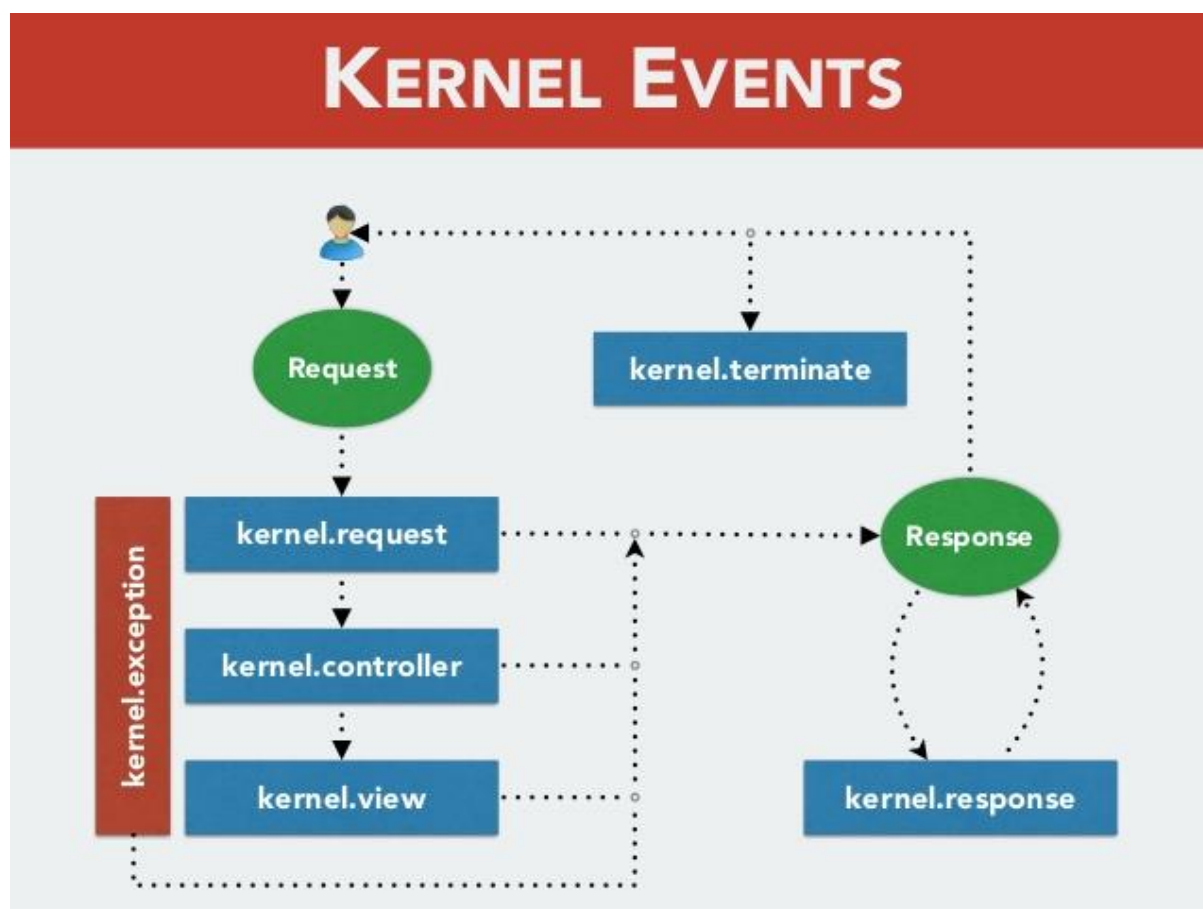 KERNEL EVENTS
Request
kernel.terminate
kernel.request
Response
kernel.exception
kernel.controller
kernel.view
kernel.response